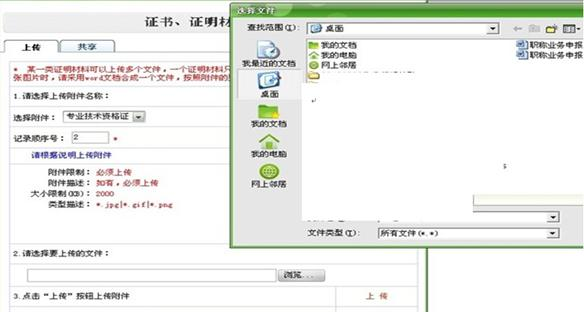 证书、证明材
上传 共享
* 某一类证明材料可以上传多个文件，一个证明材料只
张图片时，请采用word文档合成一个文件，按照附件的
1.请选择上传附件名称：
选择附件： 专业技术资格证
记录顺序号： 2 *
请根据说明上传附件
附件限制： 必须上传
附件描述： 如有，必须上传
大小限制(KB)： 2000
类型描述： *.jpg|*.gif|*.png
2.请选择要上传的文件：
浏览...
3.点击“上传”按钮上传附件 上 传
选择文件
查找范围(I)： 桌面
我最近的文档
桌面
我的文档
我的电脑
网上邻居
我的文档
我的电脑
网上邻居
职称业务申报
职称业务申报
s
文件类型(T)： 所有文件(*.*)